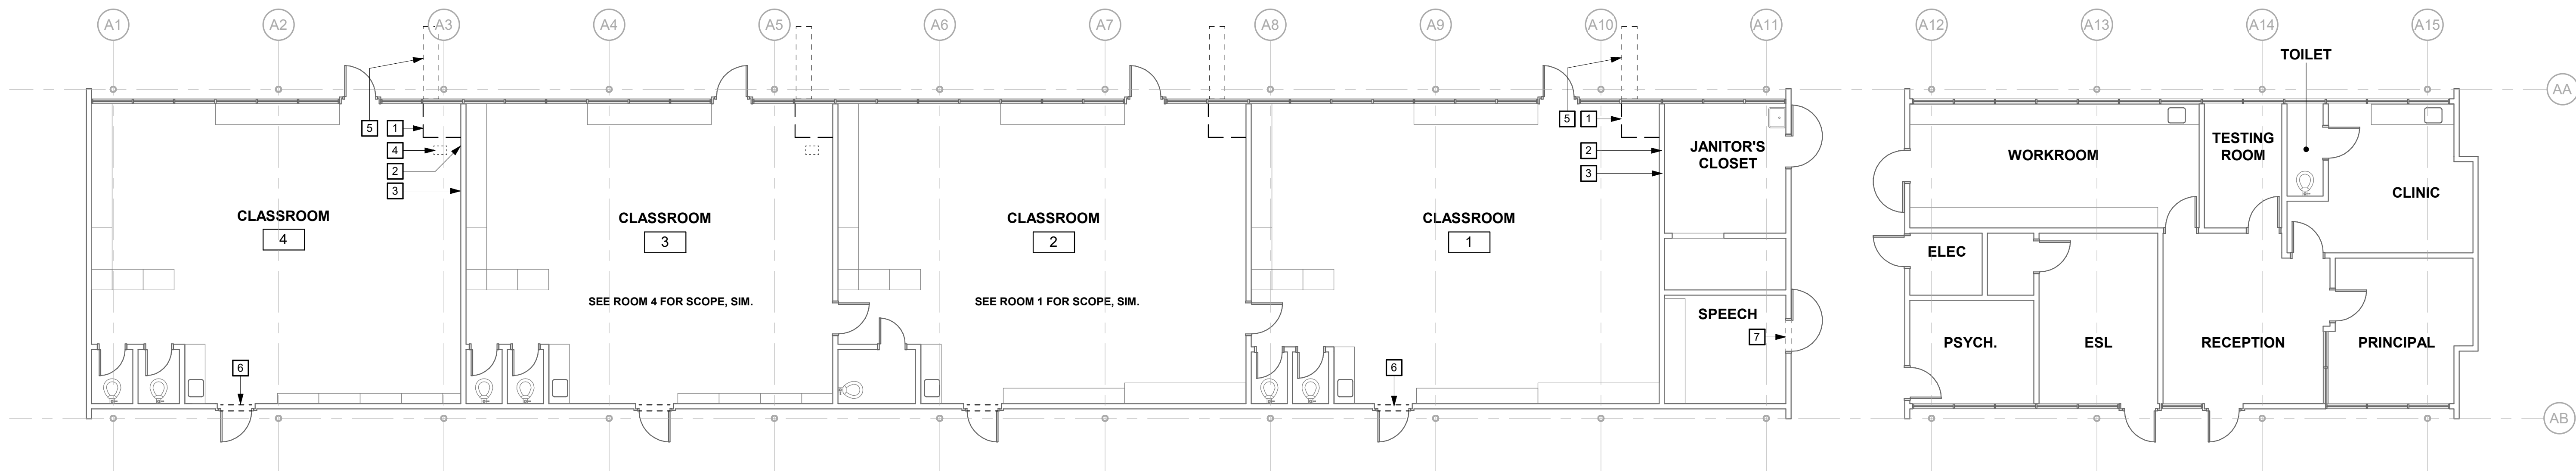 A1
A2
A3
A4
A5
A6
A7
A8
A9
A10
A11
A12
A13
A14
A15
TOILET
AA
5
1
4
2
3
5
1
2
3
JANITOR'S
CLOSET
WORKROOM
TESTING
ROOM
CLINIC
CLASSROOM
4
CLASSROOM
3
CLASSROOM
2
CLASSROOM
1
ELEC
SEE ROOM 4 FOR SCOPE, SIM.
SEE ROOM 1 FOR SCOPE, SIM.
SPEECH
7
PSYCH.
ESL
RECEPTION
PRINCIPAL
6
6
AB